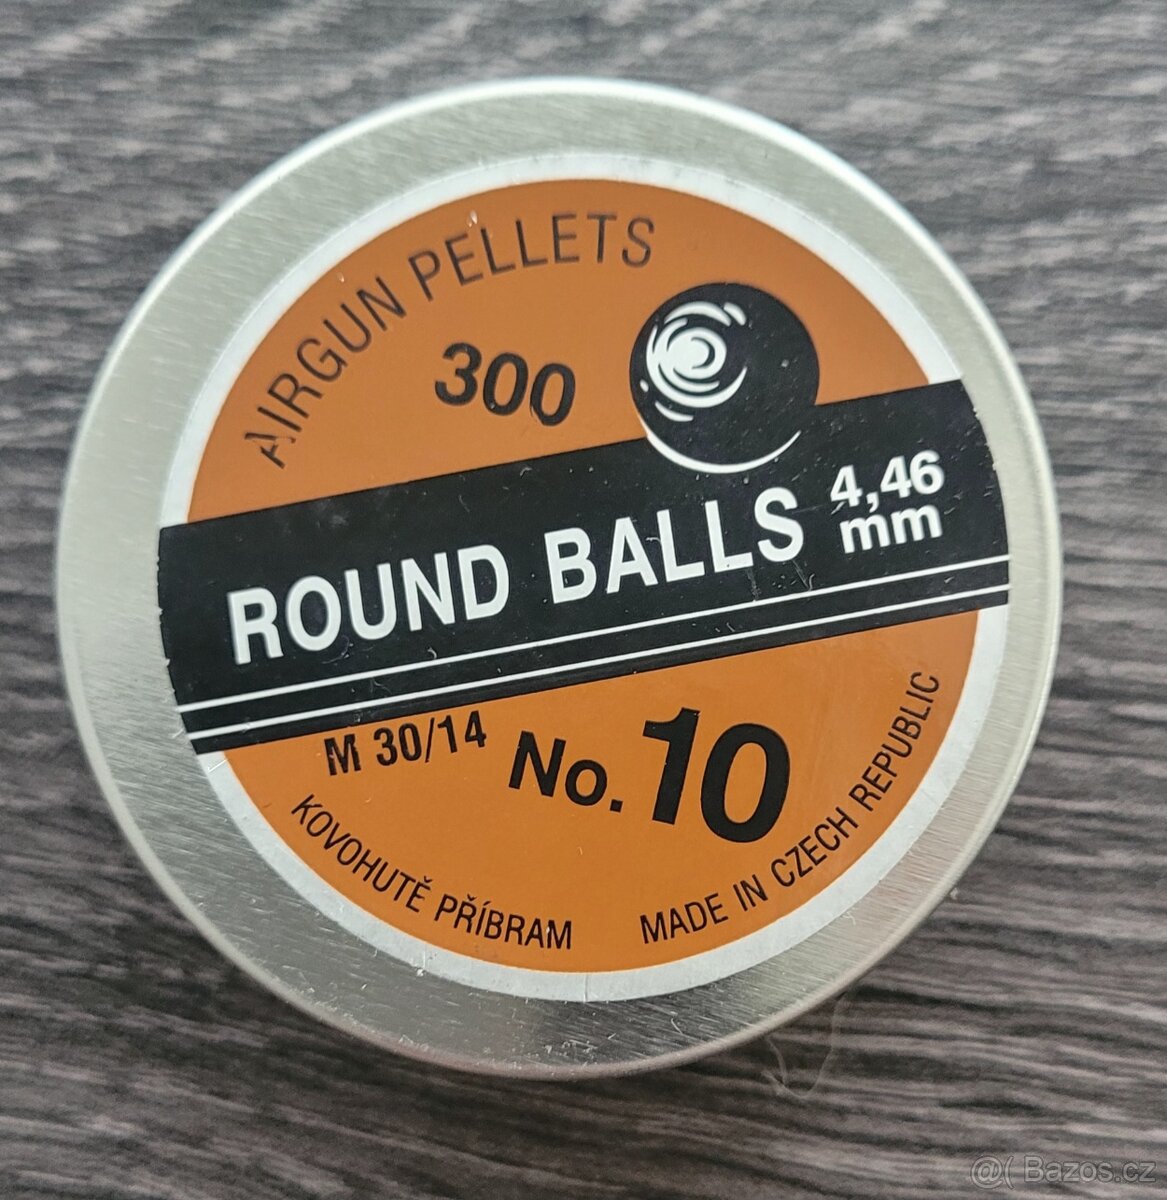 AIRGUN PELLETS
300
ROUND BALLS 4,46 mm
M 30/14 No. 10
KOVOHUTĚ PŘÍBRAM
MADE IN CZECH REPUBLIC
@( Bazos.cz